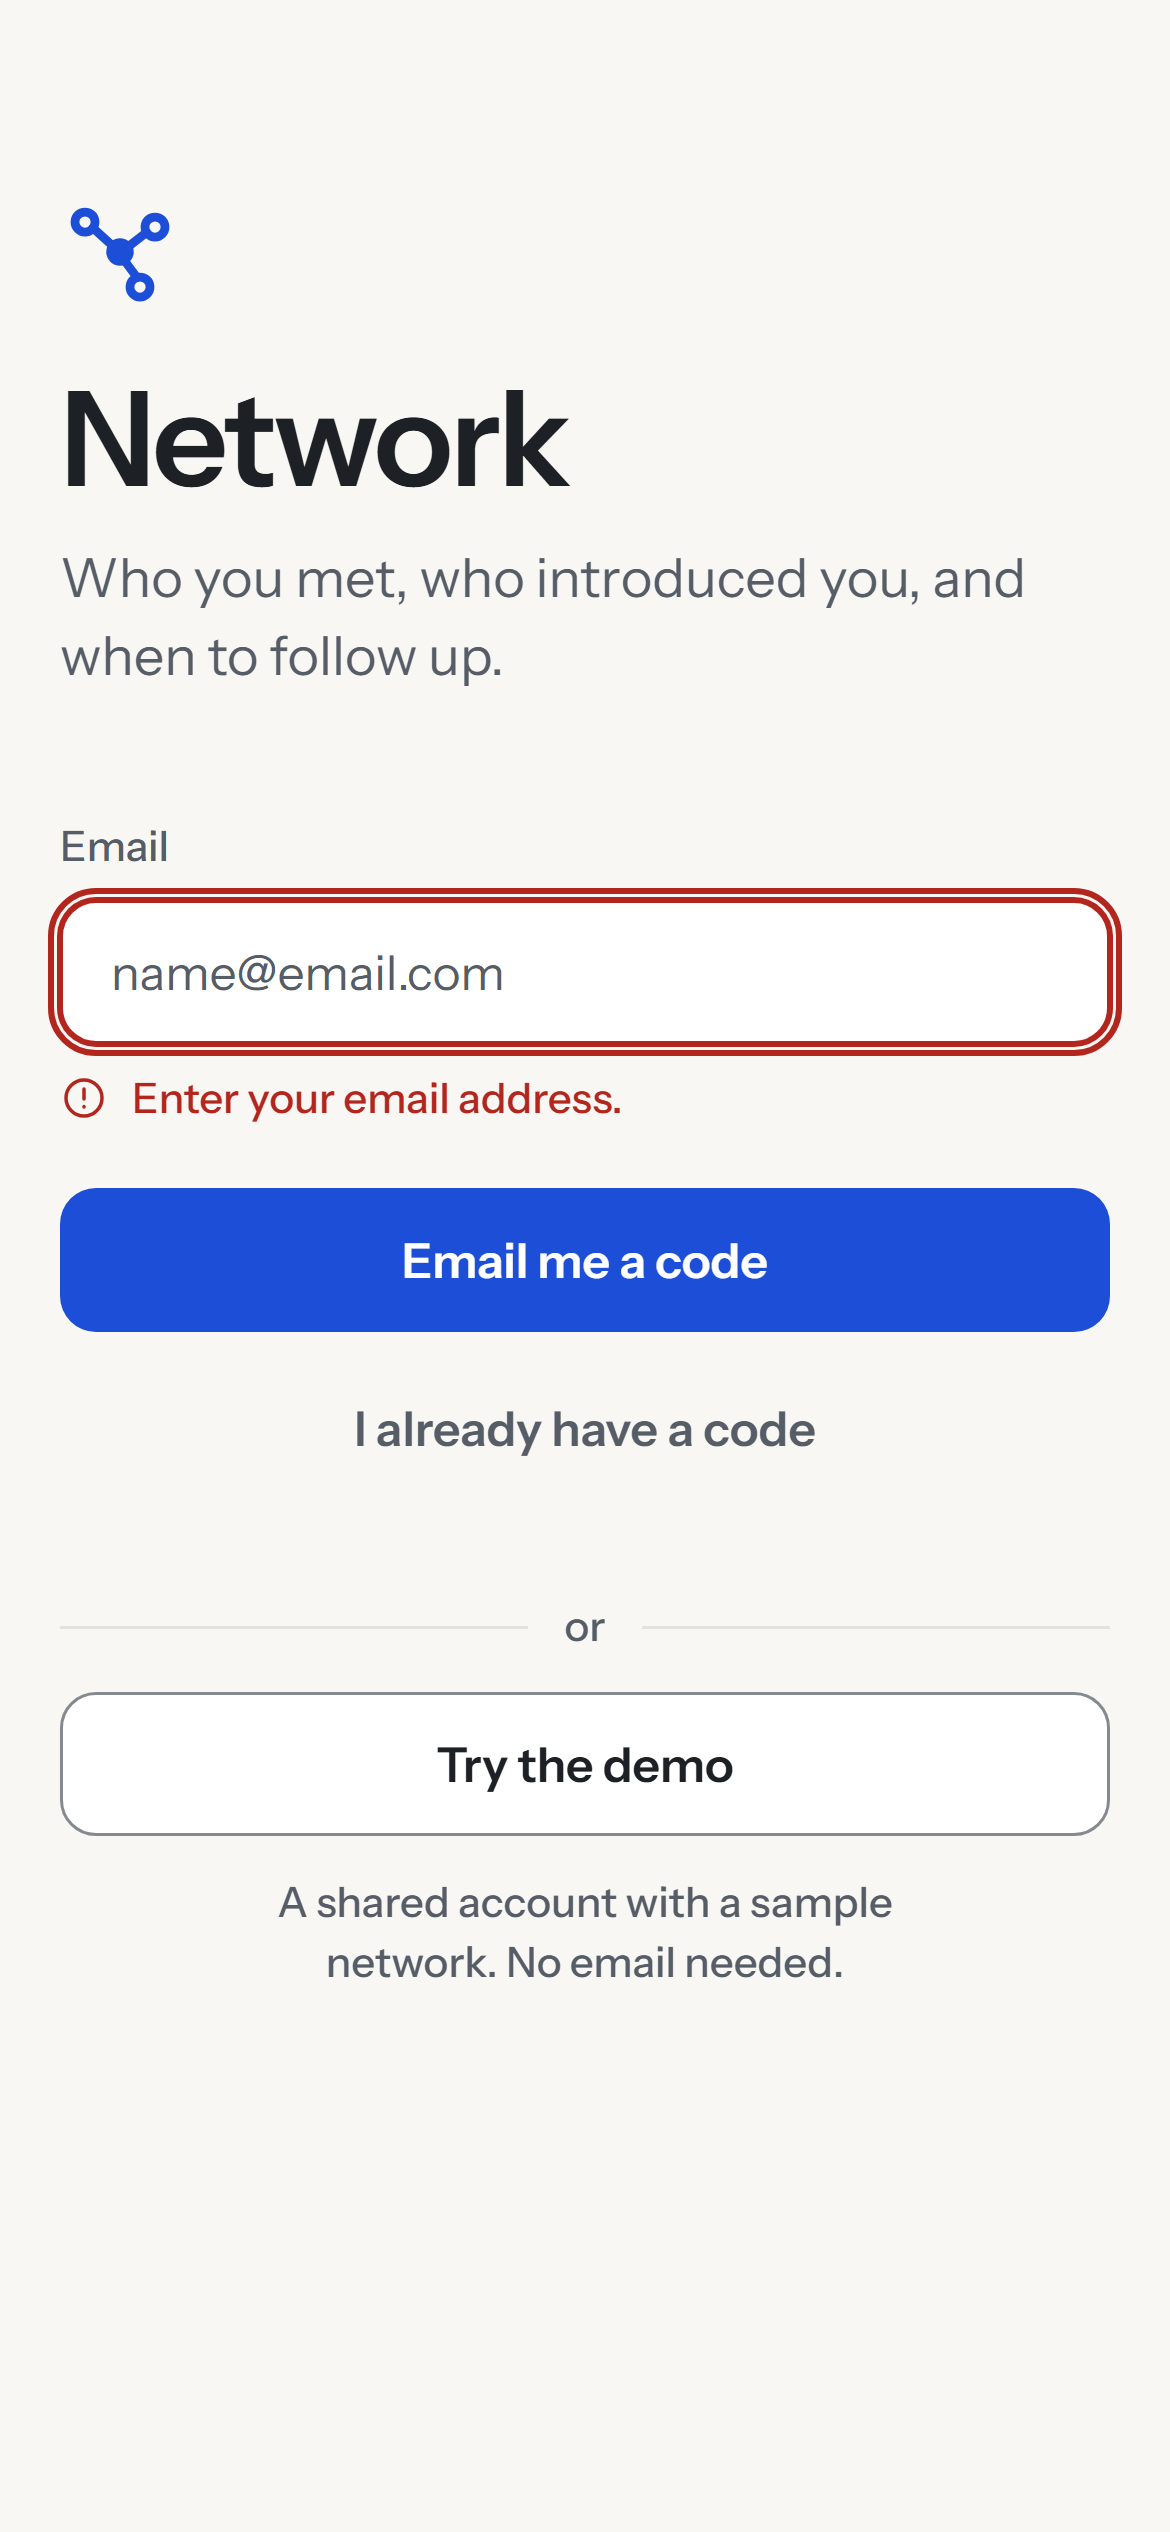 Network
Who you met, who introduced you, and
when to follow up.
Email
name@email.com
Enter your email address.
Email me a code
I already have a code
or
Try the demo
A shared account with a sample
network. No email needed.